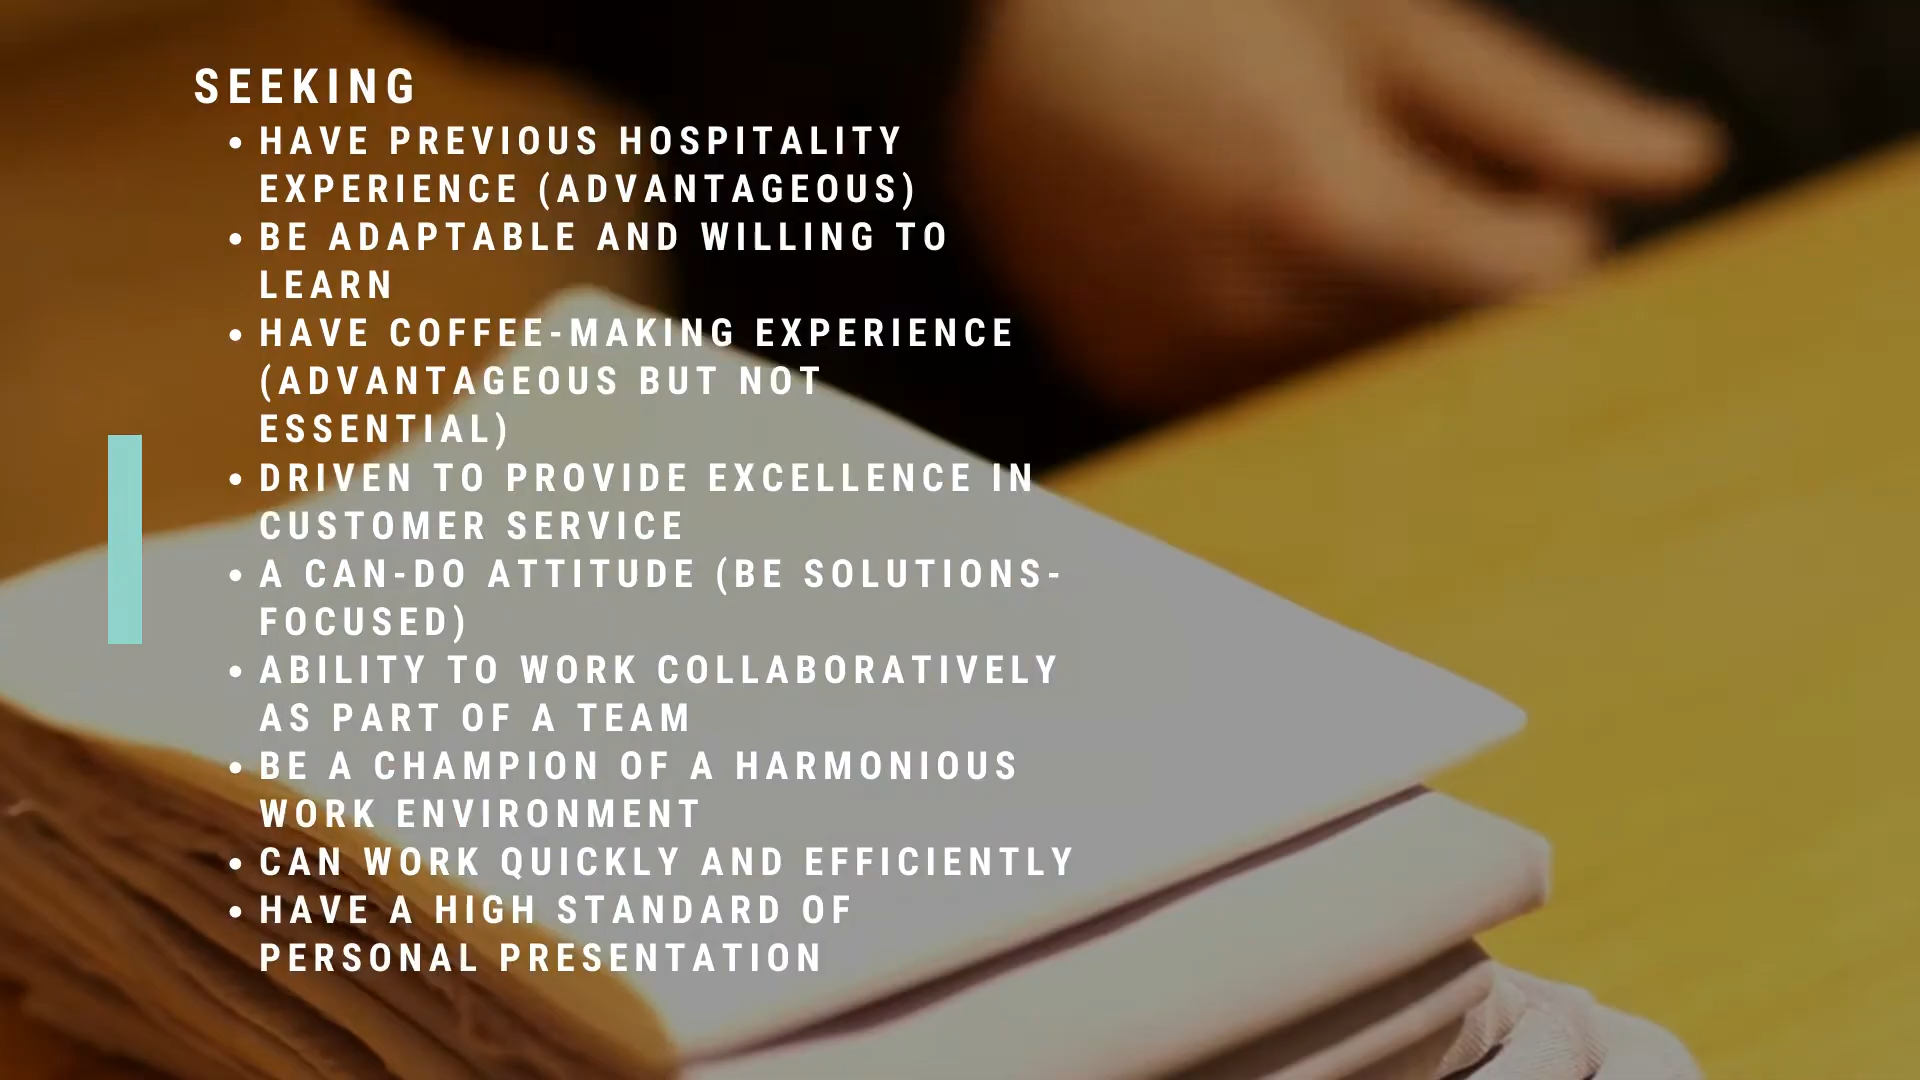 SEEKING
• HAVE PREVIOUS HOSPITALITY
EXPERIENCE (ADVANTAGEOUS)
• BE ADAPTABLE AND WILLING TO
LEARN
• HAVE COFFEE-MAKING EXPERIENCE
(ADVANTAGEOUS BUT NOT
ESSENTIAL)
• DRIVEN TO PROVIDE EXCELLENCE IN
CUSTOMER SERVICE
• A CAN-DO ATTITUDE (BE SOLUTIONS-
FOCUSED)
• ABILITY TO WORK COLLABORATIVELY
AS PART OF A TEAM
• BE A CHAMPION OF A HARMONIOUS
WORK ENVIRONMENT
• CAN WORK QUICKLY AND EFFICIENTLY
• HAVE A HIGH STANDARD OF
PERSONAL PRESENTATION